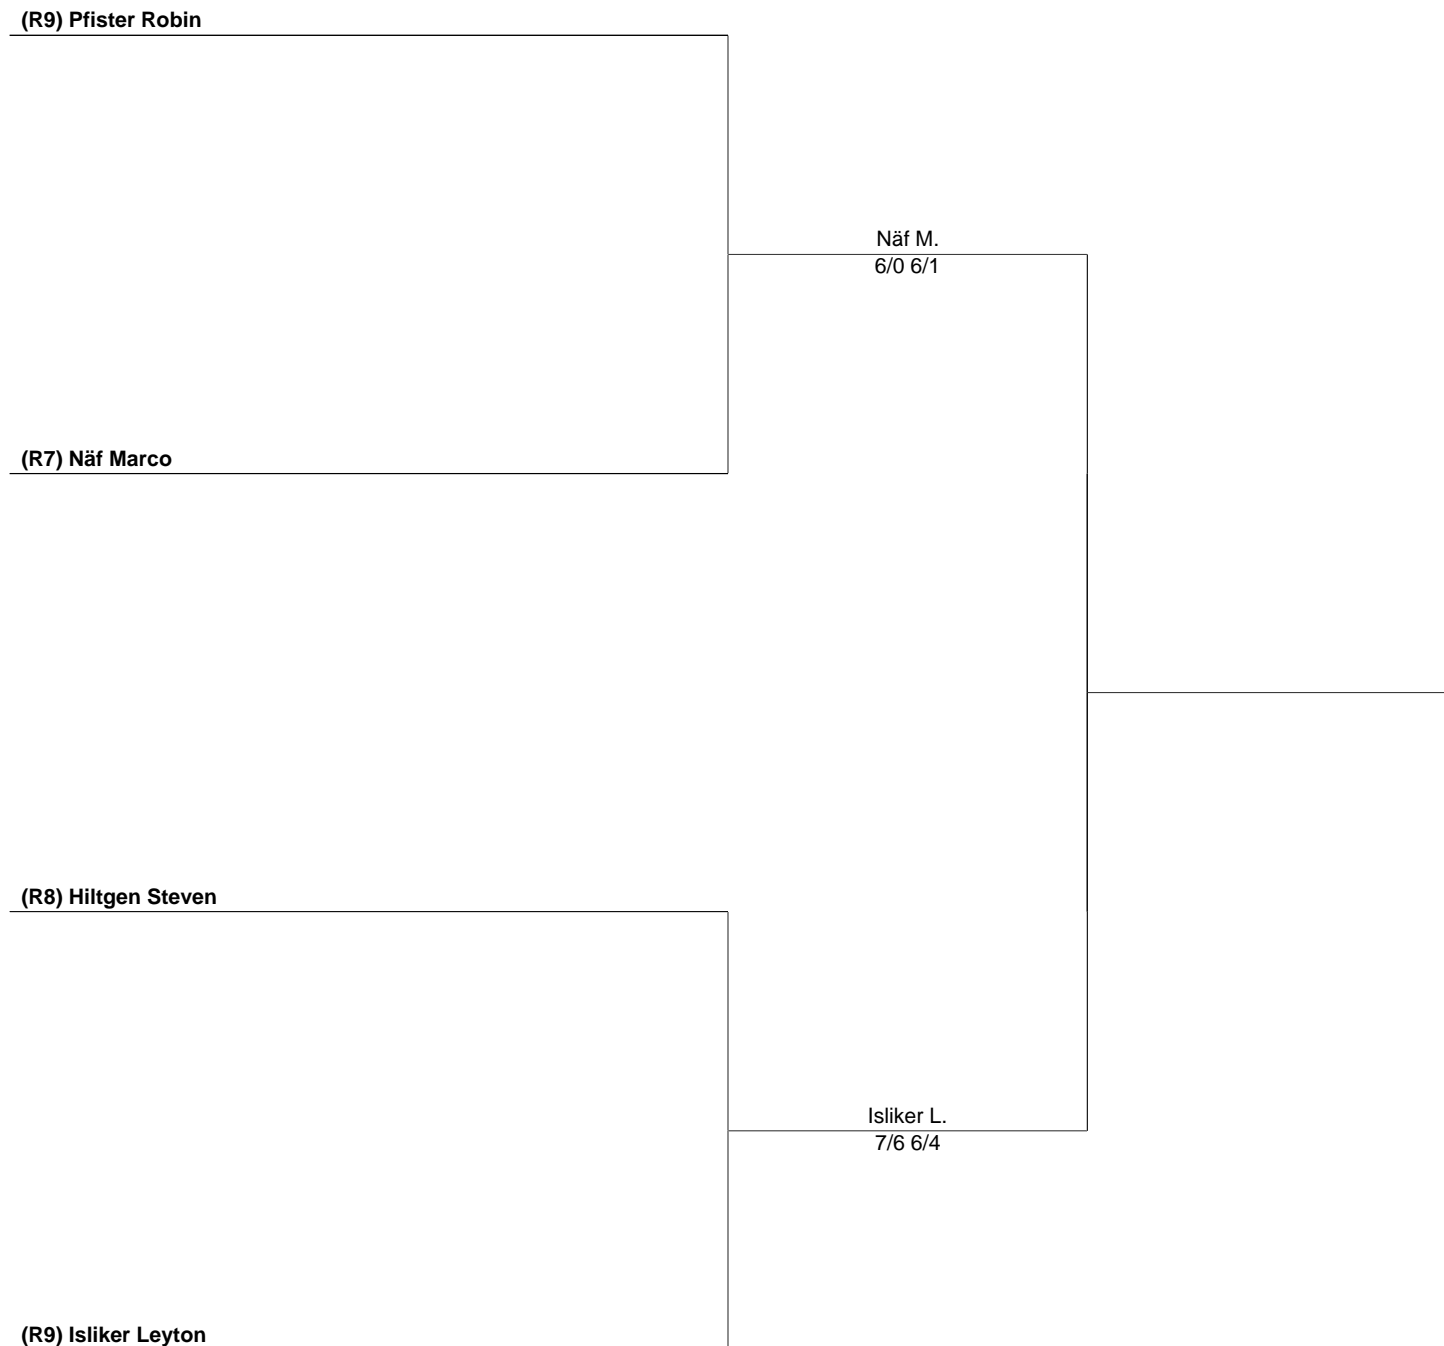 (R9) Pfister Robin
Näf M.
6/0 6/1
(R7) Näf Marco
(R8) Hiltgen Steven
Isliker L.
7/6 6/4
(R9) Isliker Leyton